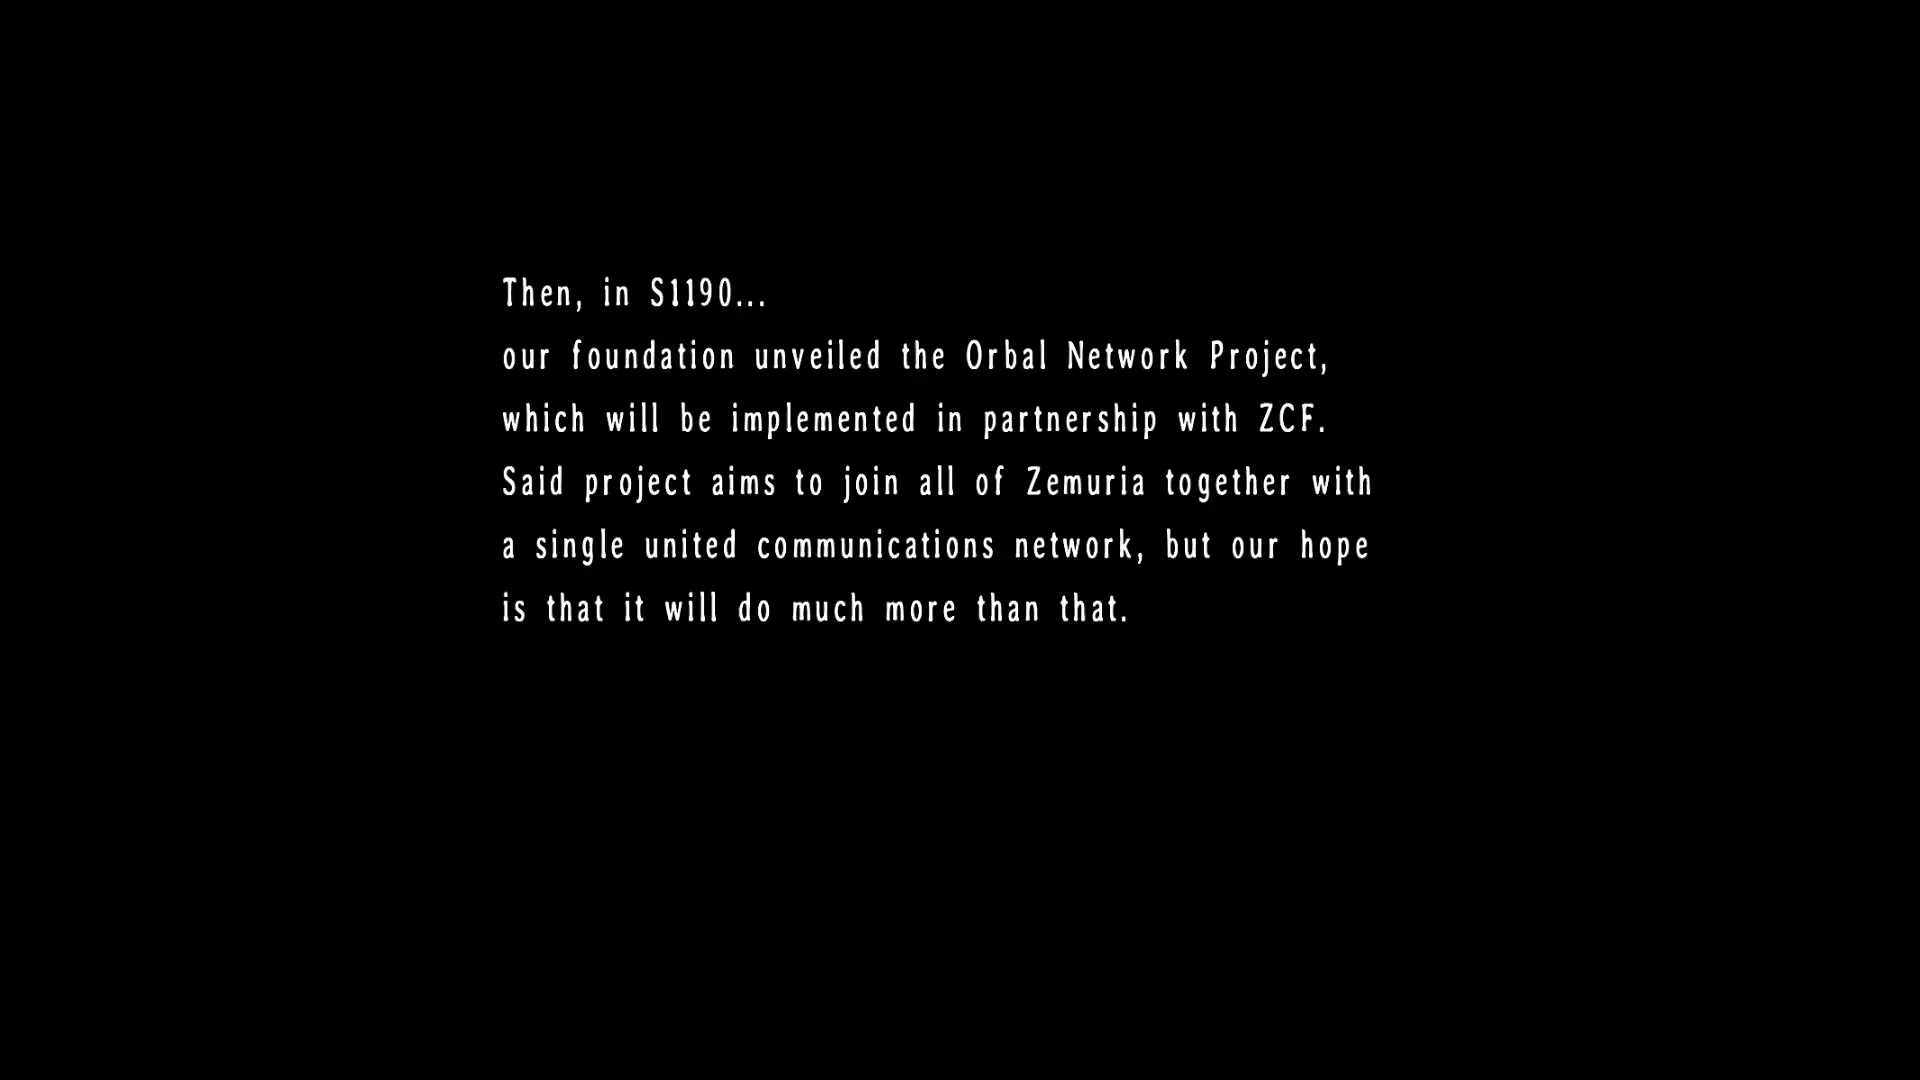 Then, in S1190...
our foundation unveiled the Orbal Network Project,
which will be implemented in partnership with ZCF.
Said project aims to join all of Zemuria together with
a single united communications network, but our hope
is that it will do much more than that.